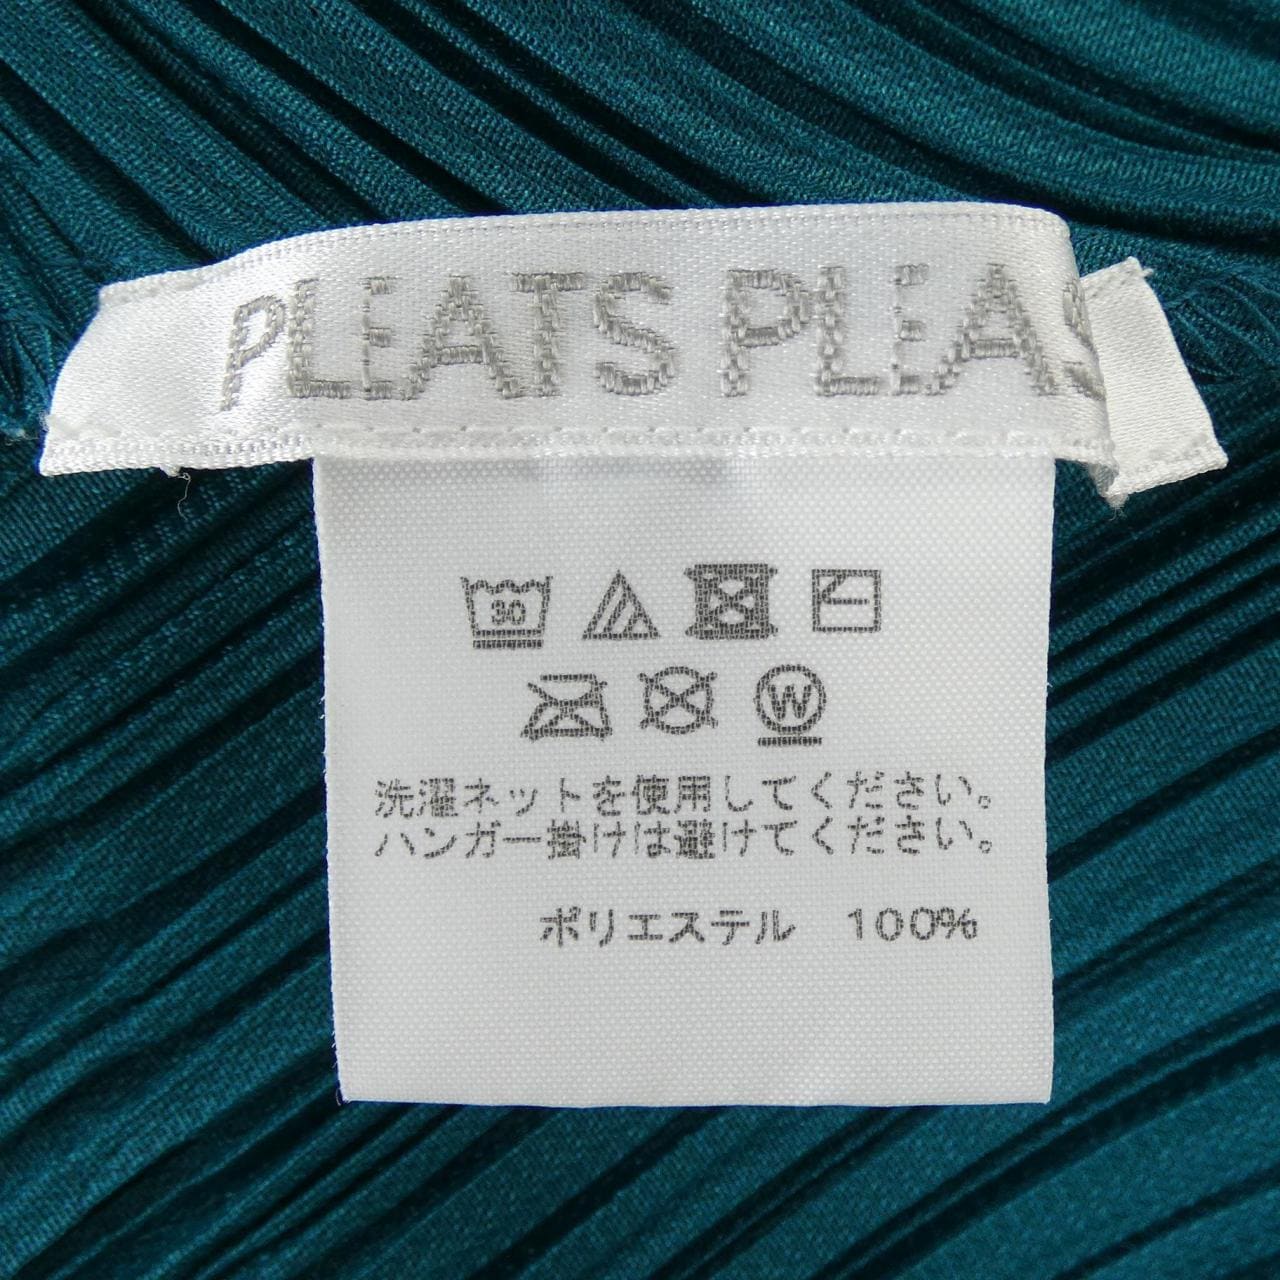 PLEATS PLEAS
30
W
洗濯ネットを使用してください。
ハンガー掛けは避けてください。
ポリエステル 100%